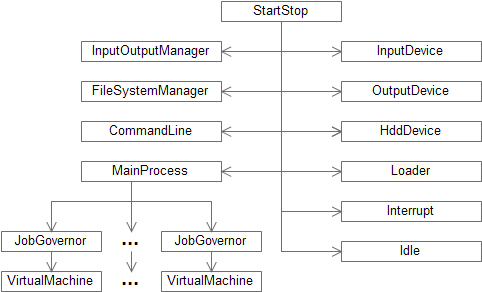 StartStop
InputOutputManager
InputDevice
FileSystemManager
OutputDevice
CommandLine
HddDevice
MainProcess
Loader
Interrupt
JobGovernor
...
JobGovernor
Idle
VirtualMachine
...
VirtualMachine